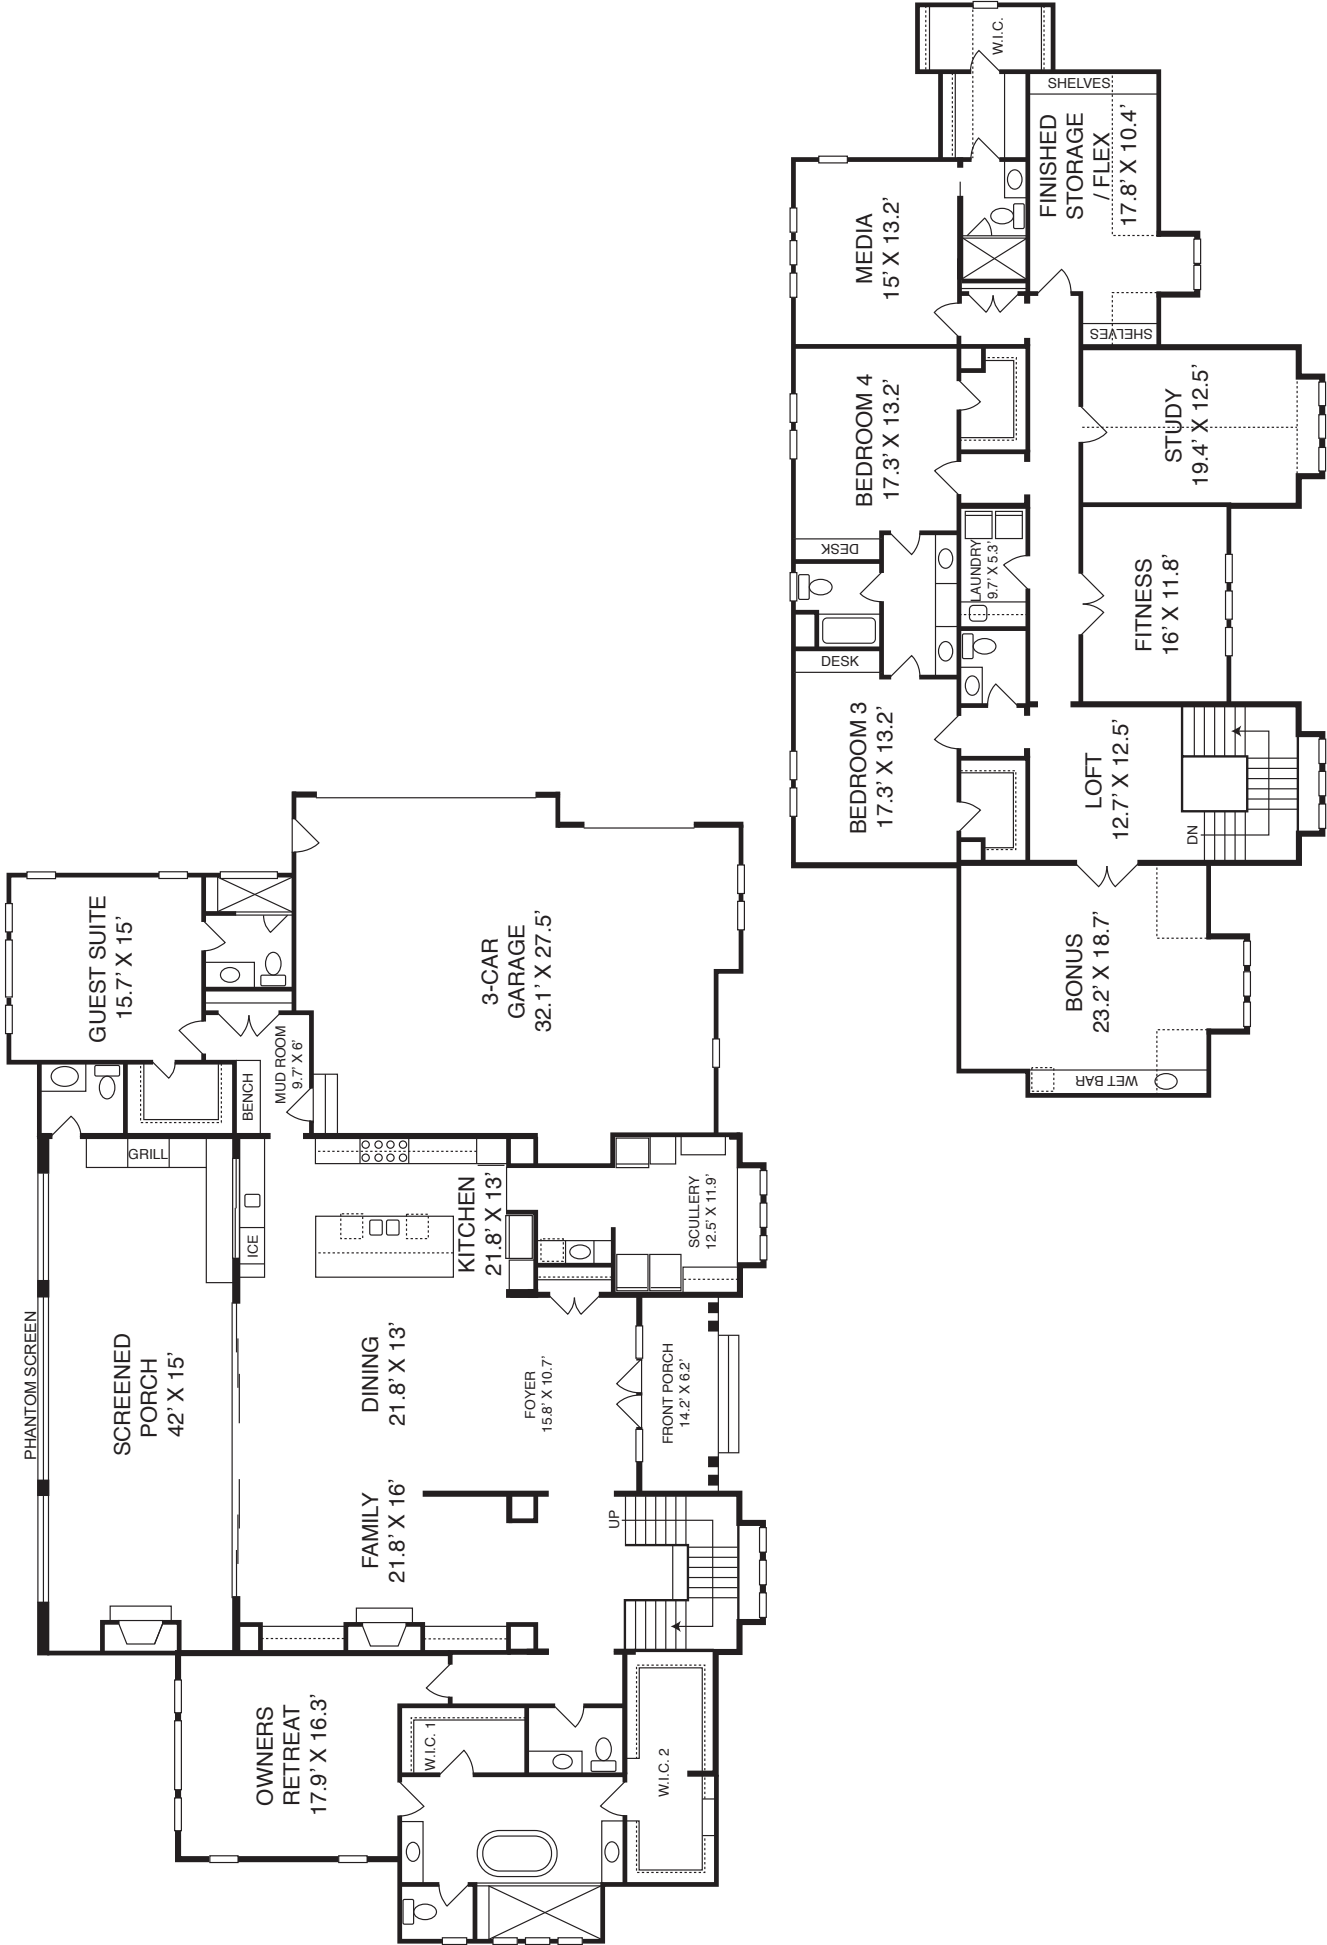 W.I.C.
SHELVES
FINISHED
STORAGE
/ FLEX
17.8' X 10.4'
MEDIA
15' X 13.2'
SHELVES
BEDROOM 4
17.3' X 13.2'
STUDY
19.4' X 12.5'
DESK
LAUNDRY
9.7' X 5.3'
FITNESS
16' X 11.8'
DESK
BEDROOM 3
17.3' X 13.2'
LOFT
12.7' X 12.5'
DN
BONUS
23.2' X 18.7'
WET BAR
GUEST SUITE
15.7' X 15'
3-CAR
GARAGE
32.1' X 27.5'
MUD ROOM
9.7' X 6'
BENCH
GRILL
ICE
KITCHEN
21.8' X 13'
SCULLERY
12.5' X 11.9'
PHANTOM SCREEN
SCREENED
PORCH
42' X 15'
DINING
21.8' X 13'
FOYER
15.8' X 10.7'
FRONT PORCH
14.2' X 6.2'
FAMILY
21.8' X 16'
UP
OWNERS
RETREAT
17.9' X 16.3'
W.I.C. 1
W.I.C. 2